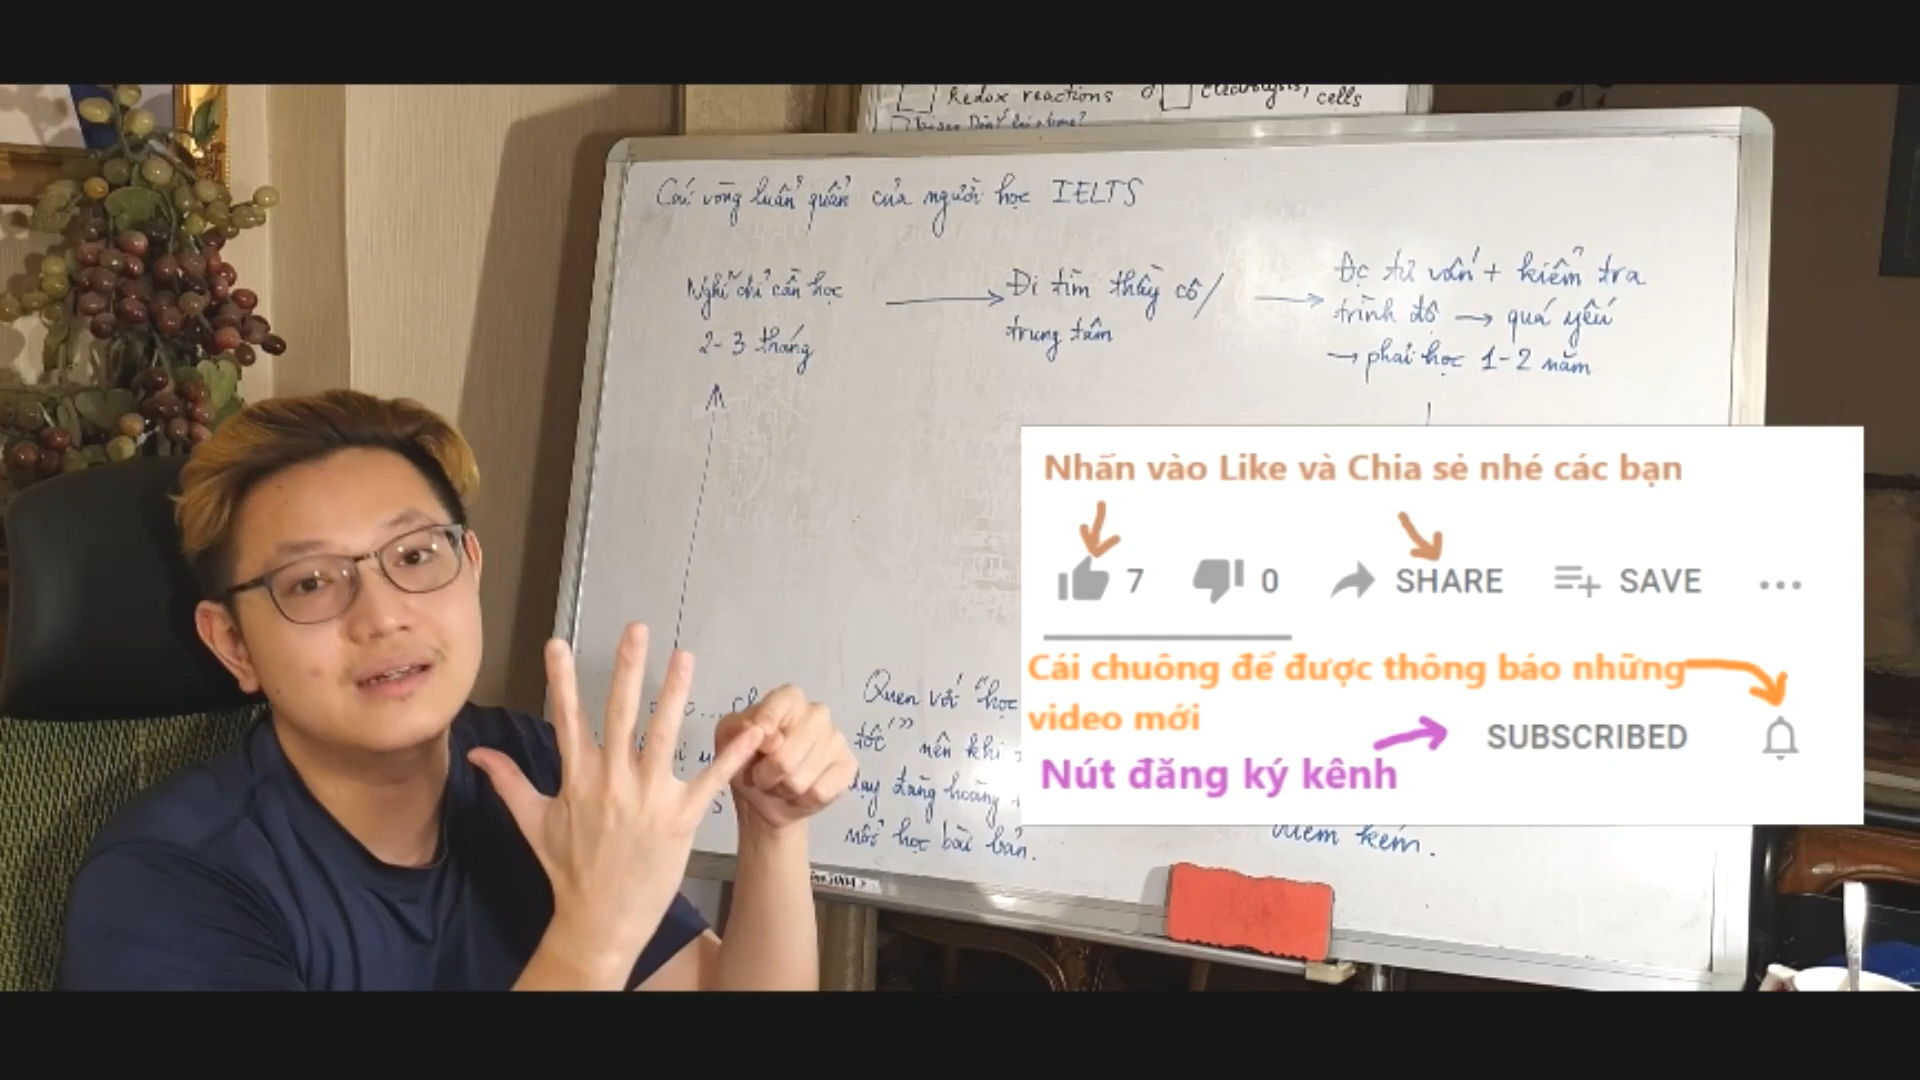 Redox reactions
cells
Cái vòng luẩn quẩn của người học IELTS
Nghĩ chỉ cần học
2-3 tháng
Đi tìm thầy cô/
trung tâm
Đc tư vấn + kiểm tra
trình độ → quá yếu
→ phải học 1-2 năm
Quen với "học
tốc" nên khi
dạy đàng hoàng
mới học bài bản.
kém.
Nhấn vào Like và Chia sẻ nhé các bạn
7 0 SHARE SAVE ...
Cái chuông để được thông báo những
video mới
SUBSCRIBED
Nút đăng ký kênh